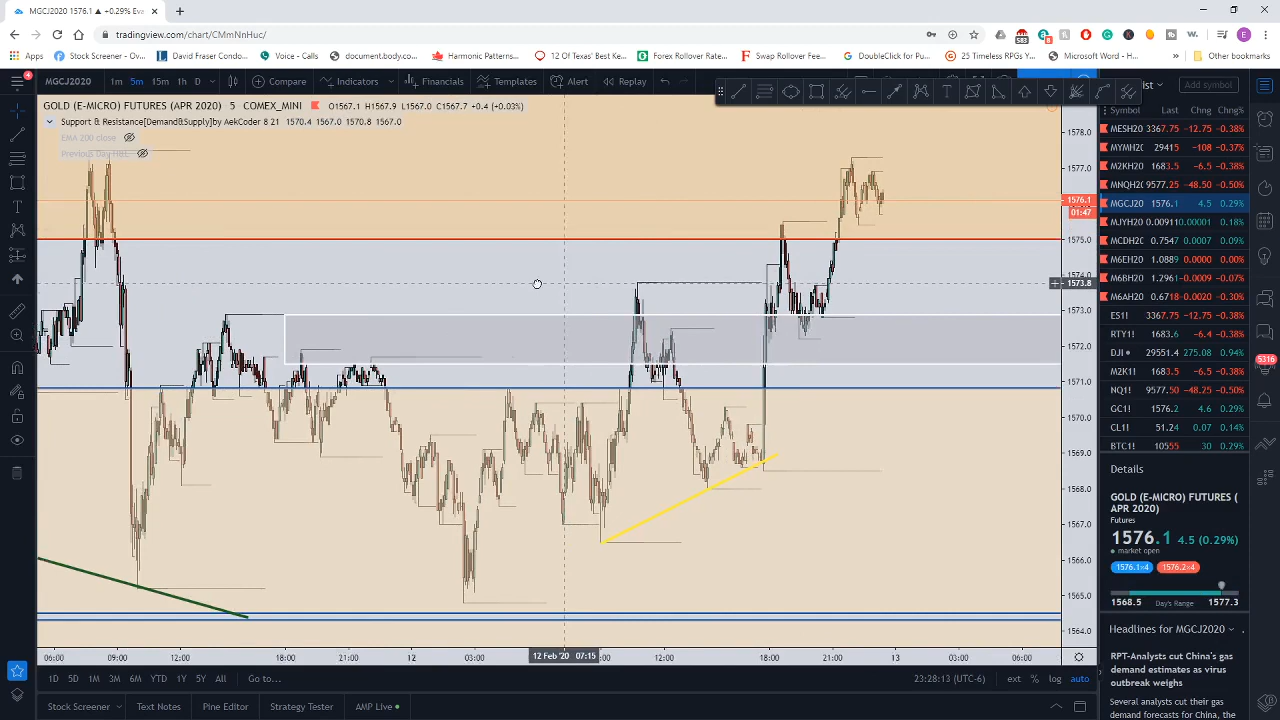 MGCJ2020 1576.1 ▲ +0.29% Eva
tradingview.com/chart/CMmNnHuc/
Apps
Stock Screener
David Fraser Condo...
Voice - Calls
document.body.com...
Harmonic Patterns...
12 Of Texas' Best Ke...
Forex Rollover Rate...
Swap Rollover Fee...
DoubleClick for Pu...
25 Timeless RPGs Y...
Microsoft - Word -...
Other bookmarks
MGCJ2020 1m 5m 15m 1h D
Compare Indicators Financials Templates Alert Replay
Add symbol
GOLD (E-MICRO) FUTURES (APR 2020) 5 COMEX_MINI O1567.1 H1567.9 L1567.0 C1567.7 +0.4 (+0.03%)
Support & Resistance[Demand&Supply]by AekCoder 8 21 1570.4 1567.0 1570.8 1567.0
EMA 200 close
1578.0
1577.0
1576.1
01:47
1575.0
1574.0
1573.8
1573.0
1572.0
1571.0
1570.0
1569.0
1568.0
1567.0
1566.0
1565.0
1564.0
06:00 09:00 12:00 18:00 21:00 12 03:00 12 Feb '20 07:15 12:00 18:00 21:00 13 03:00 06:00
1D 5D 1M 3M 6M YTD 1Y 5Y All Go to...
23:28:13 (UTC-6) ext % log auto
Stock Screener Text Notes Pine Editor Strategy Tester AMP Live
Symbol Last Chng Chng%
MESH20 3367.75 -12.75 -0.38%
MYMH20 29415 -108 -0.37%
M2KH20 1683.5 -6.5 -0.38%
MNQH20 9577.25 -48.50 -0.50%
MGCJ20 1576.1 4.5 0.29%
MJYH20 0.00911 0.00001 0.18%
MCDH20 0.7547 0.0007 0.09%
M6EH20 1.0889 0.0000 0.00%
M6BH20 1.2961 -0.0009 -0.07%
M6AH20 0.6718 -0.0020 -0.30%
ES1! 3367.75 -12.75 -0.38%
RTY1! 1683.6 -6.4 -0.38%
DJI 29551.4 275.08 0.94%
M2K1! 1683.5 -6.5 -0.38%
NQ1! 9577.50 -48.25 -0.50%
GC1! 1576.2 4.6 0.29%
CL1! 51.24 0.07 0.14%
BTC1! 10555 30 0.29%
5316
Details
GOLD (E-MICRO) FUTURES (
APR 2020)
Futures
1576.1 4.5 (0.29%)
market open
1576.1×4 1576.2×4
1568.5 Day's Range 1577.3
Headlines for MGCJ2020
RPT-Analysts cut China's gas
demand estimates as virus
outbreak weighs
Several analysts cut their gas
demand forecasts for China, the